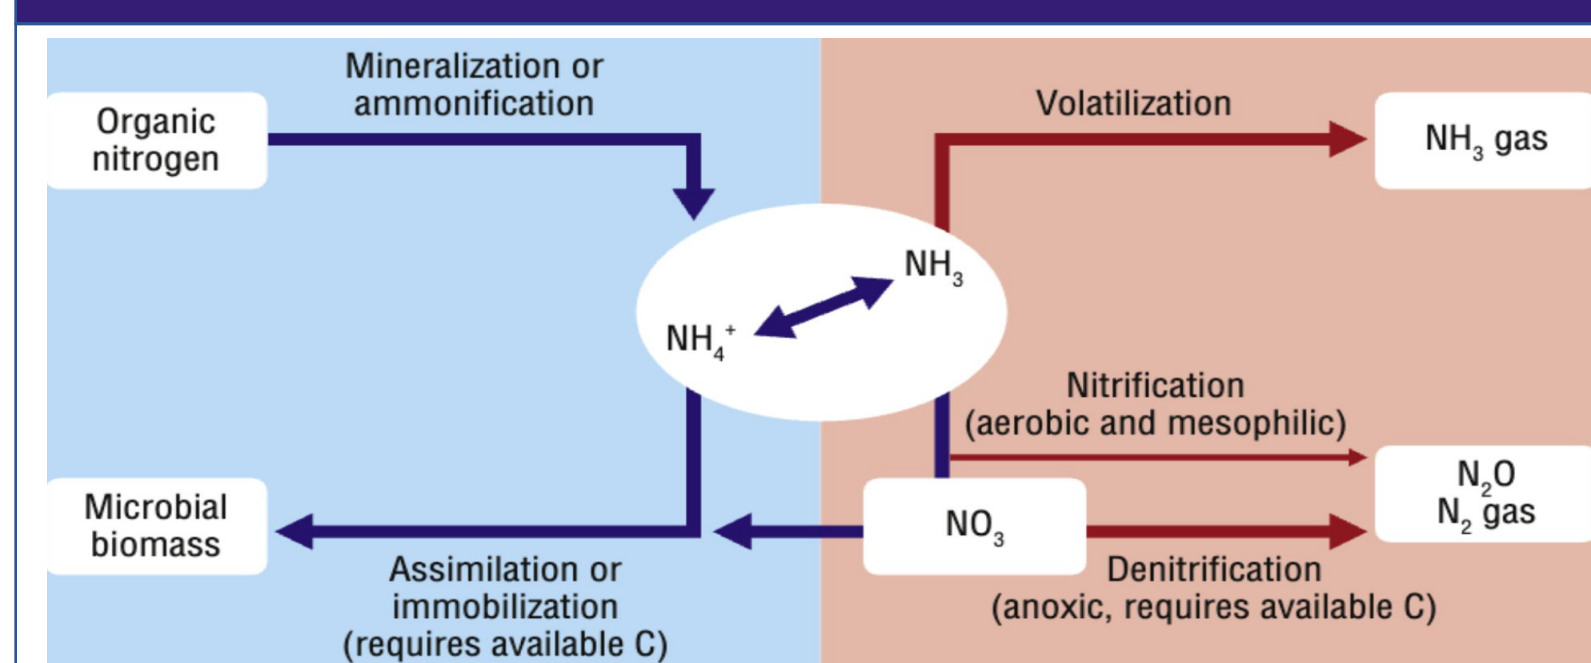 Mineralization or
ammonification
Organic
nitrogen
Volatilization
NH₃ gas
NH₃
NH₄⁺
Nitrification
(aerobic and mesophilic)
N₂O
N₂ gas
Microbial
biomass
NO₃
Assimilation or
immobilization
(requires available C)
Denitrification
(anoxic, requires available C)